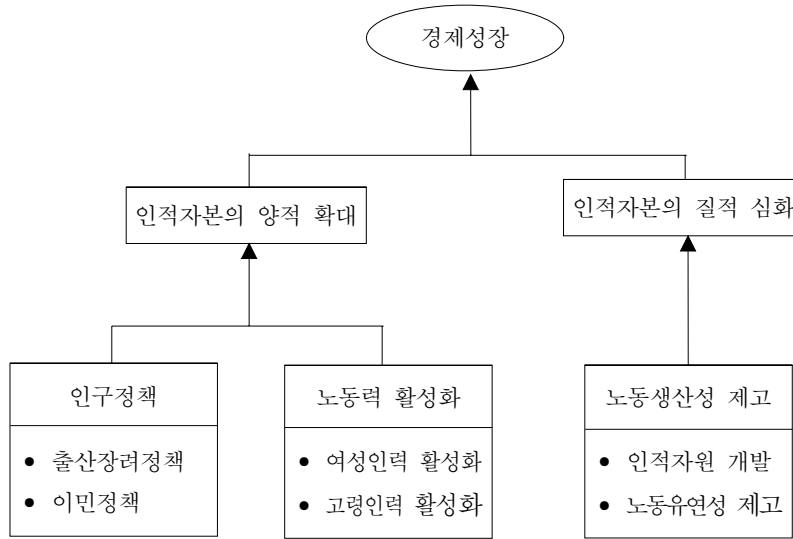 경제성장
인적자본의 양적 확대
인적자본의 질적 심화
인구정책
• 출산장려정책
• 이민정책
노동력 활성화
• 여성인력 활성화
• 고령인력 활성화
노동생산성 제고
• 인적자원 개발
• 노동유연성 제고